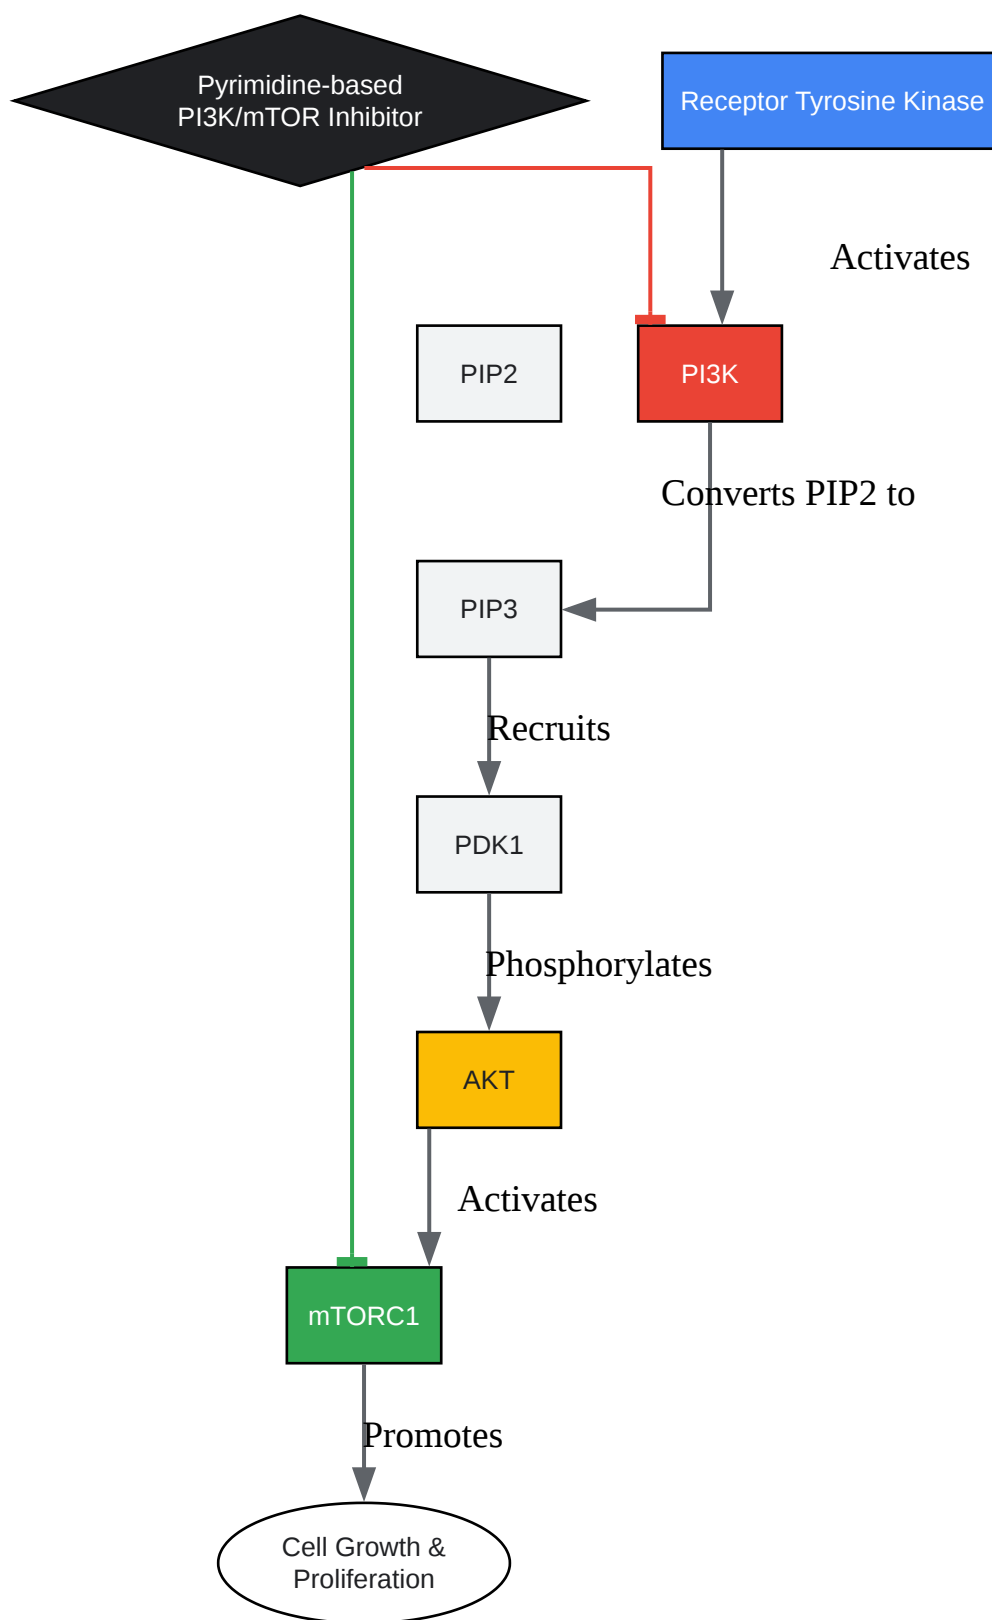 Pyrimidine-based
PI3K/mTOR Inhibitor
Receptor Tyrosine Kinase
Activates
PIP2
PI3K
Converts PIP2 to
PIP3
Recruits
PDK1
Phosphorylates
AKT
Activates
mTORC1
Promotes
Cell Growth &
Proliferation